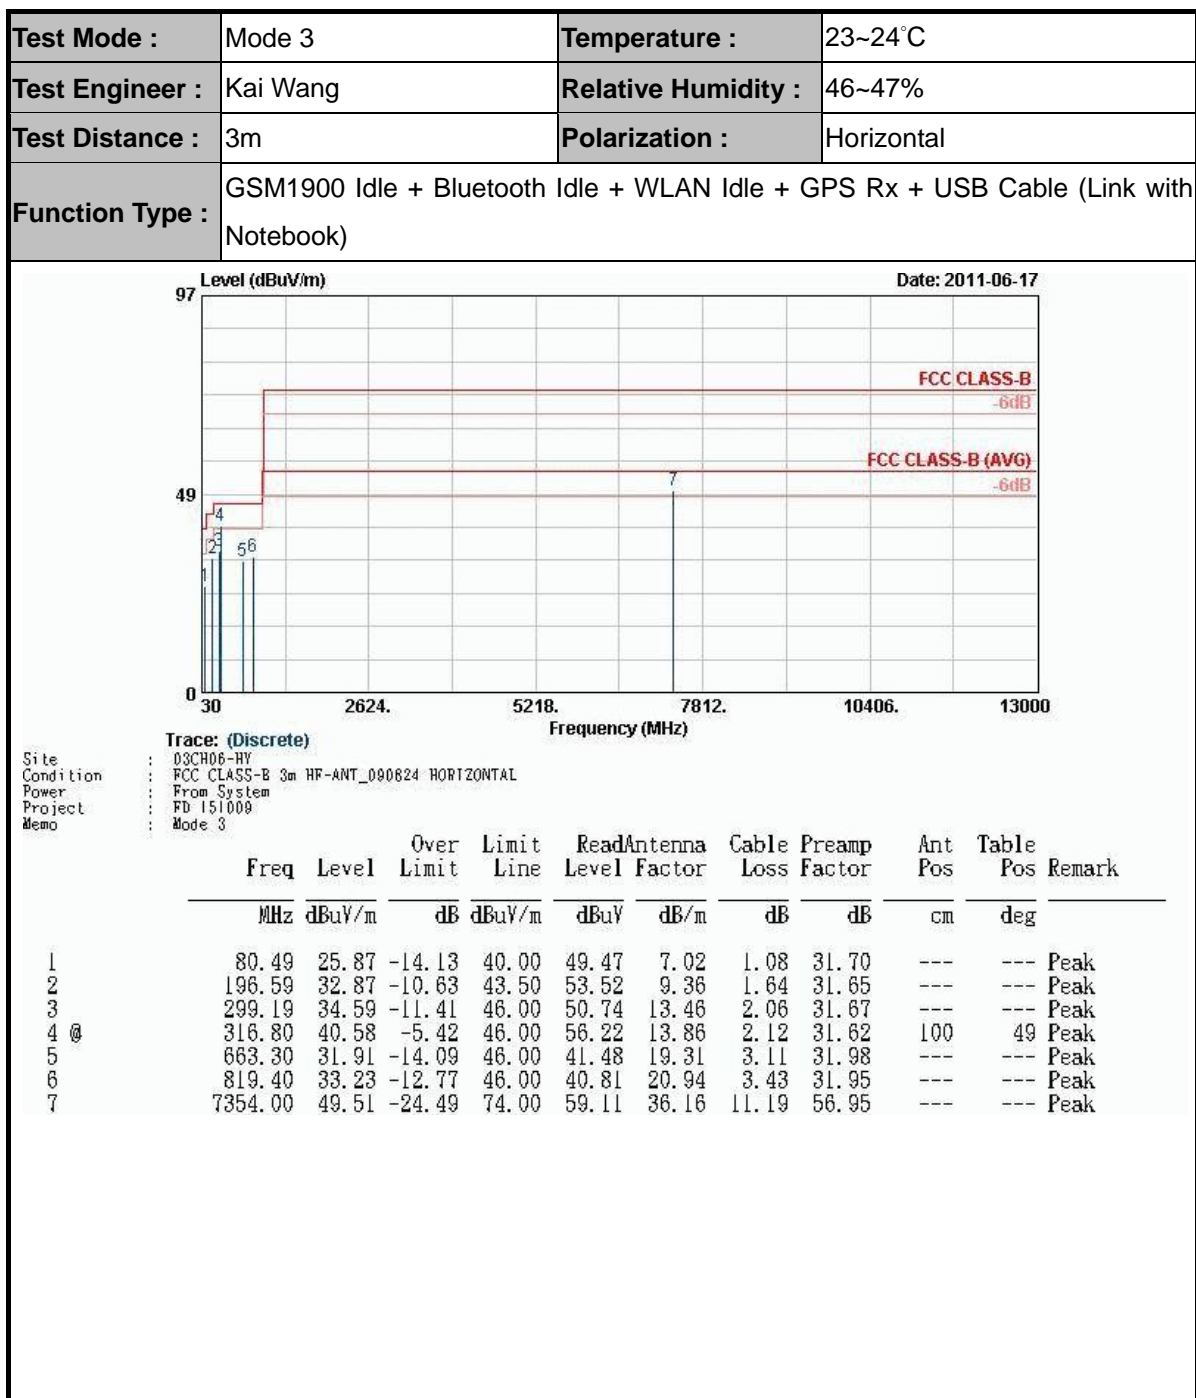 Test Mode : Mode 3 Temperature : 23~24°C
Test Engineer : Kai Wang Relative Humidity : 46~47%
Test Distance : 3m Polarization : Horizontal
Function Type : GSM1900 Idle + Bluetooth Idle + WLAN Idle + GPS Rx + USB Cable (Link with
Notebook)
Level (dBuV/m) Date: 2011-06-17
97
FCC CLASS-B
-6dB
FCC CLASS-B (AVG)
7
-6dB
49
4
3
2
5 6
1
0
30 2624. 5218. 7812. 10406. 13000
Frequency (MHz)
Trace: (Discrete)
Site : 03CH06-HY
Condition : FCC CLASS-B 3m HF-ANT_090824 HORIZONTAL
Power : From System
Project : FD 151009
Memo : Mode 3
Over Limit ReadAntenna Cable Preamp Ant Table
Freq Level Limit Line Level Factor Loss Factor Pos Pos Remark
MHz dBuV/m dB dBuV/m dBuV dB/m dB dB cm deg
1 80.49 25.87 -14.13 40.00 49.47 7.02 1.08 31.70 --- --- Peak
2 196.59 32.87 -10.63 43.50 53.52 9.36 1.64 31.65 --- --- Peak
3 299.19 34.59 -11.41 46.00 50.74 13.46 2.06 31.67 --- --- Peak
4 @ 316.80 40.58 -5.42 46.00 56.22 13.86 2.12 31.62 100 49 Peak
5 663.30 31.91 -14.09 46.00 41.48 19.31 3.11 31.98 --- --- Peak
6 819.40 33.23 -12.77 46.00 40.81 20.94 3.43 31.95 --- --- Peak
7 7354.00 49.51 -24.49 74.00 59.11 36.16 11.19 56.95 --- --- Peak